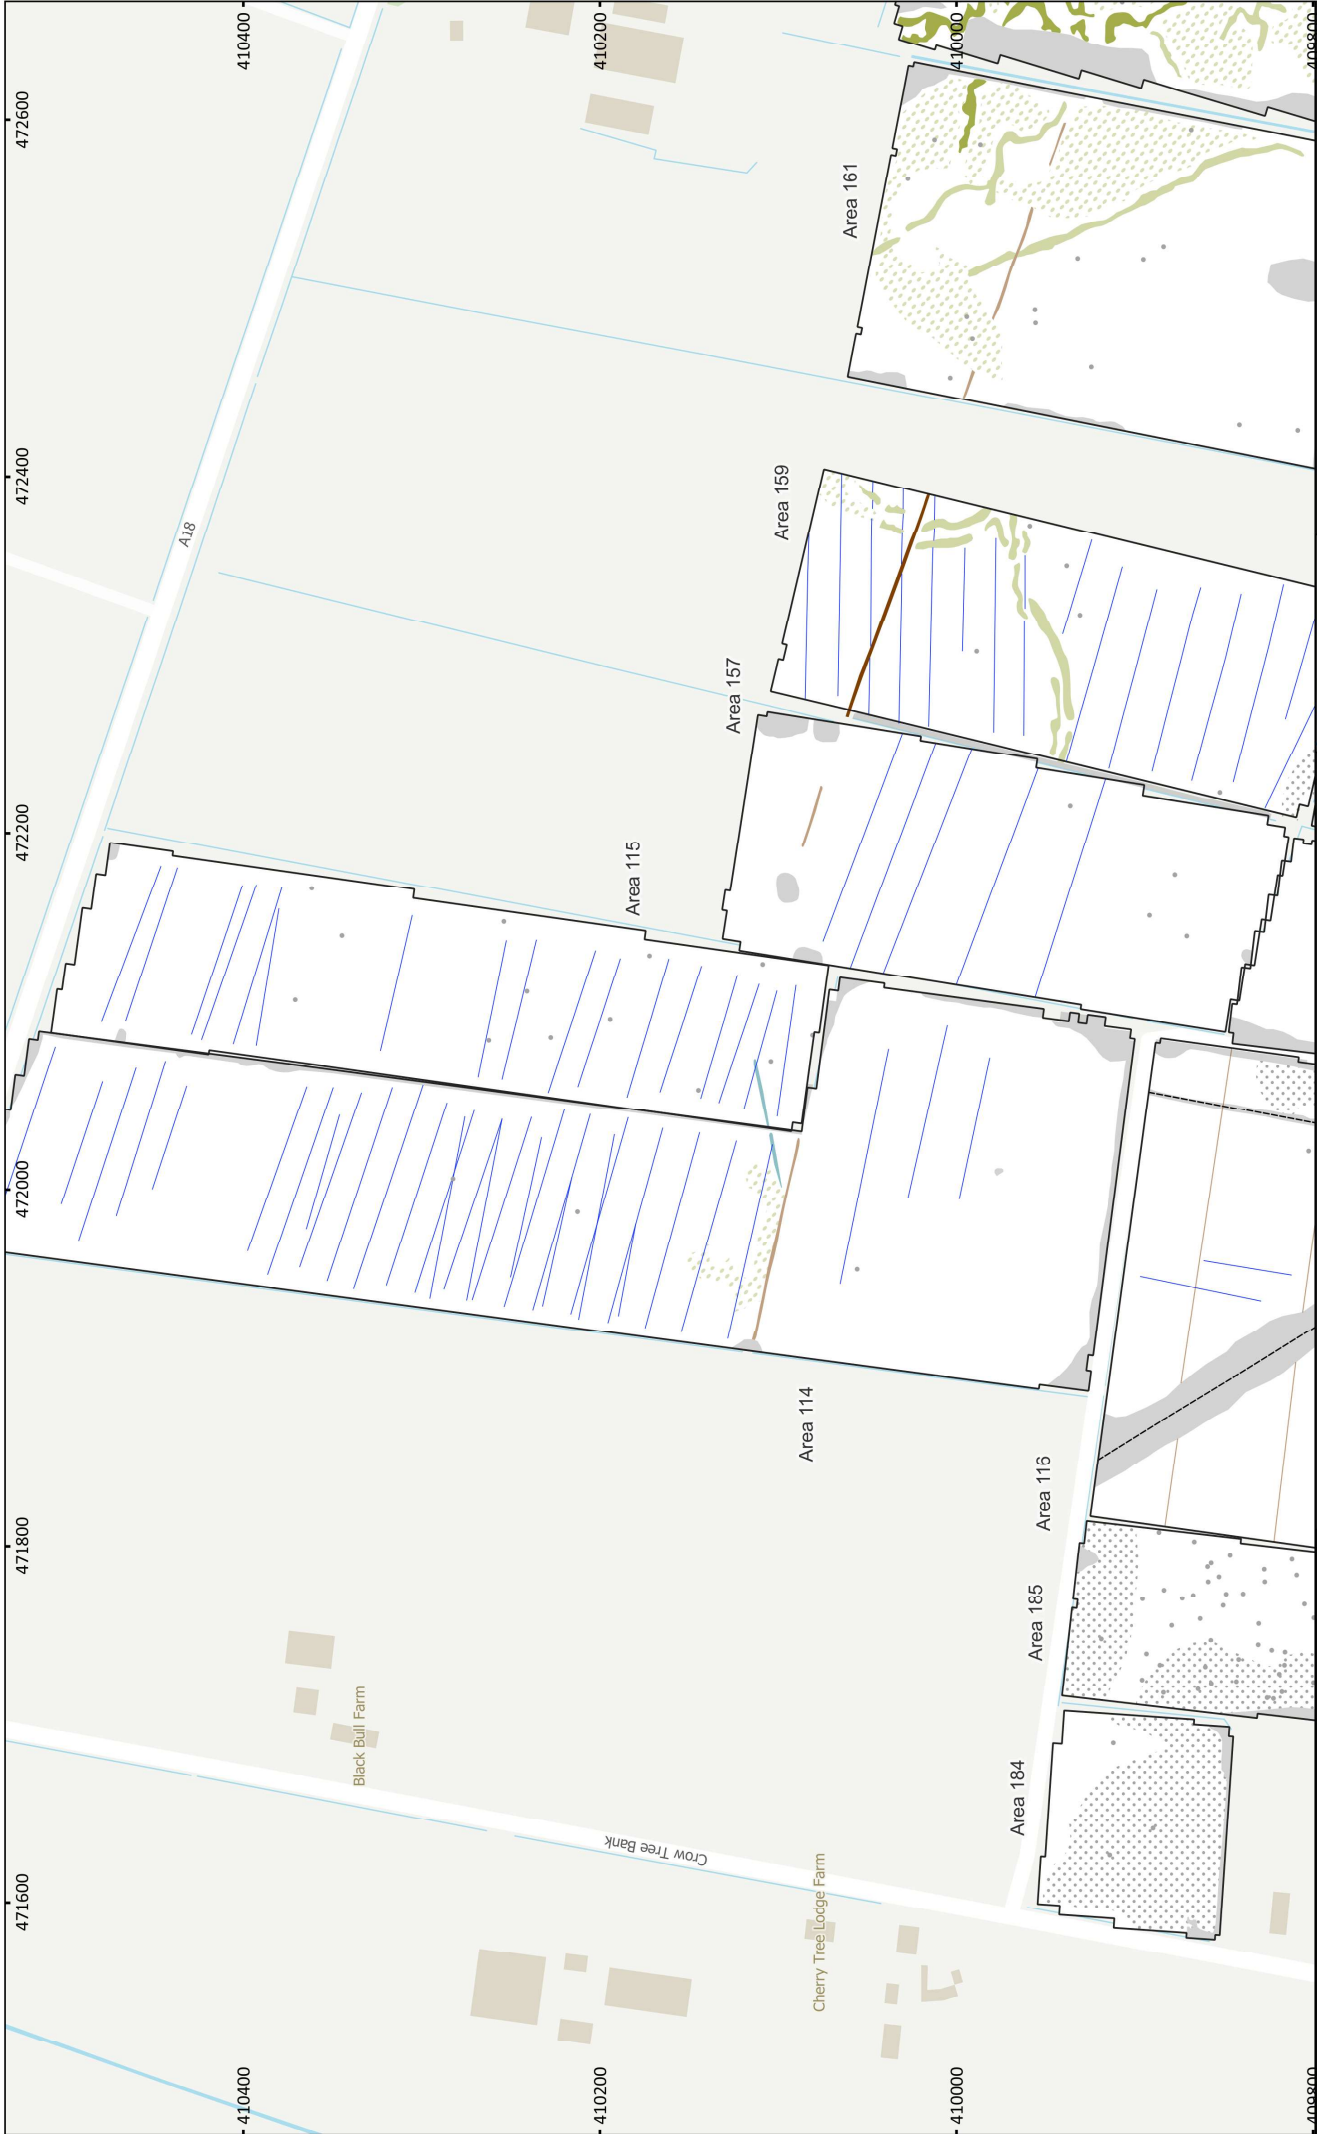 410400
410200
410000
409800
472600
472400
472200
472000
471800
471600
A18
Area 161
Area 159
Area 157
Area 115
Area 114
Area 116
Area 185
Area 184
Black Bull Farm
Crow Tree Bank
Cherry Tree Lodge Farm
410400
410200
410000
409800